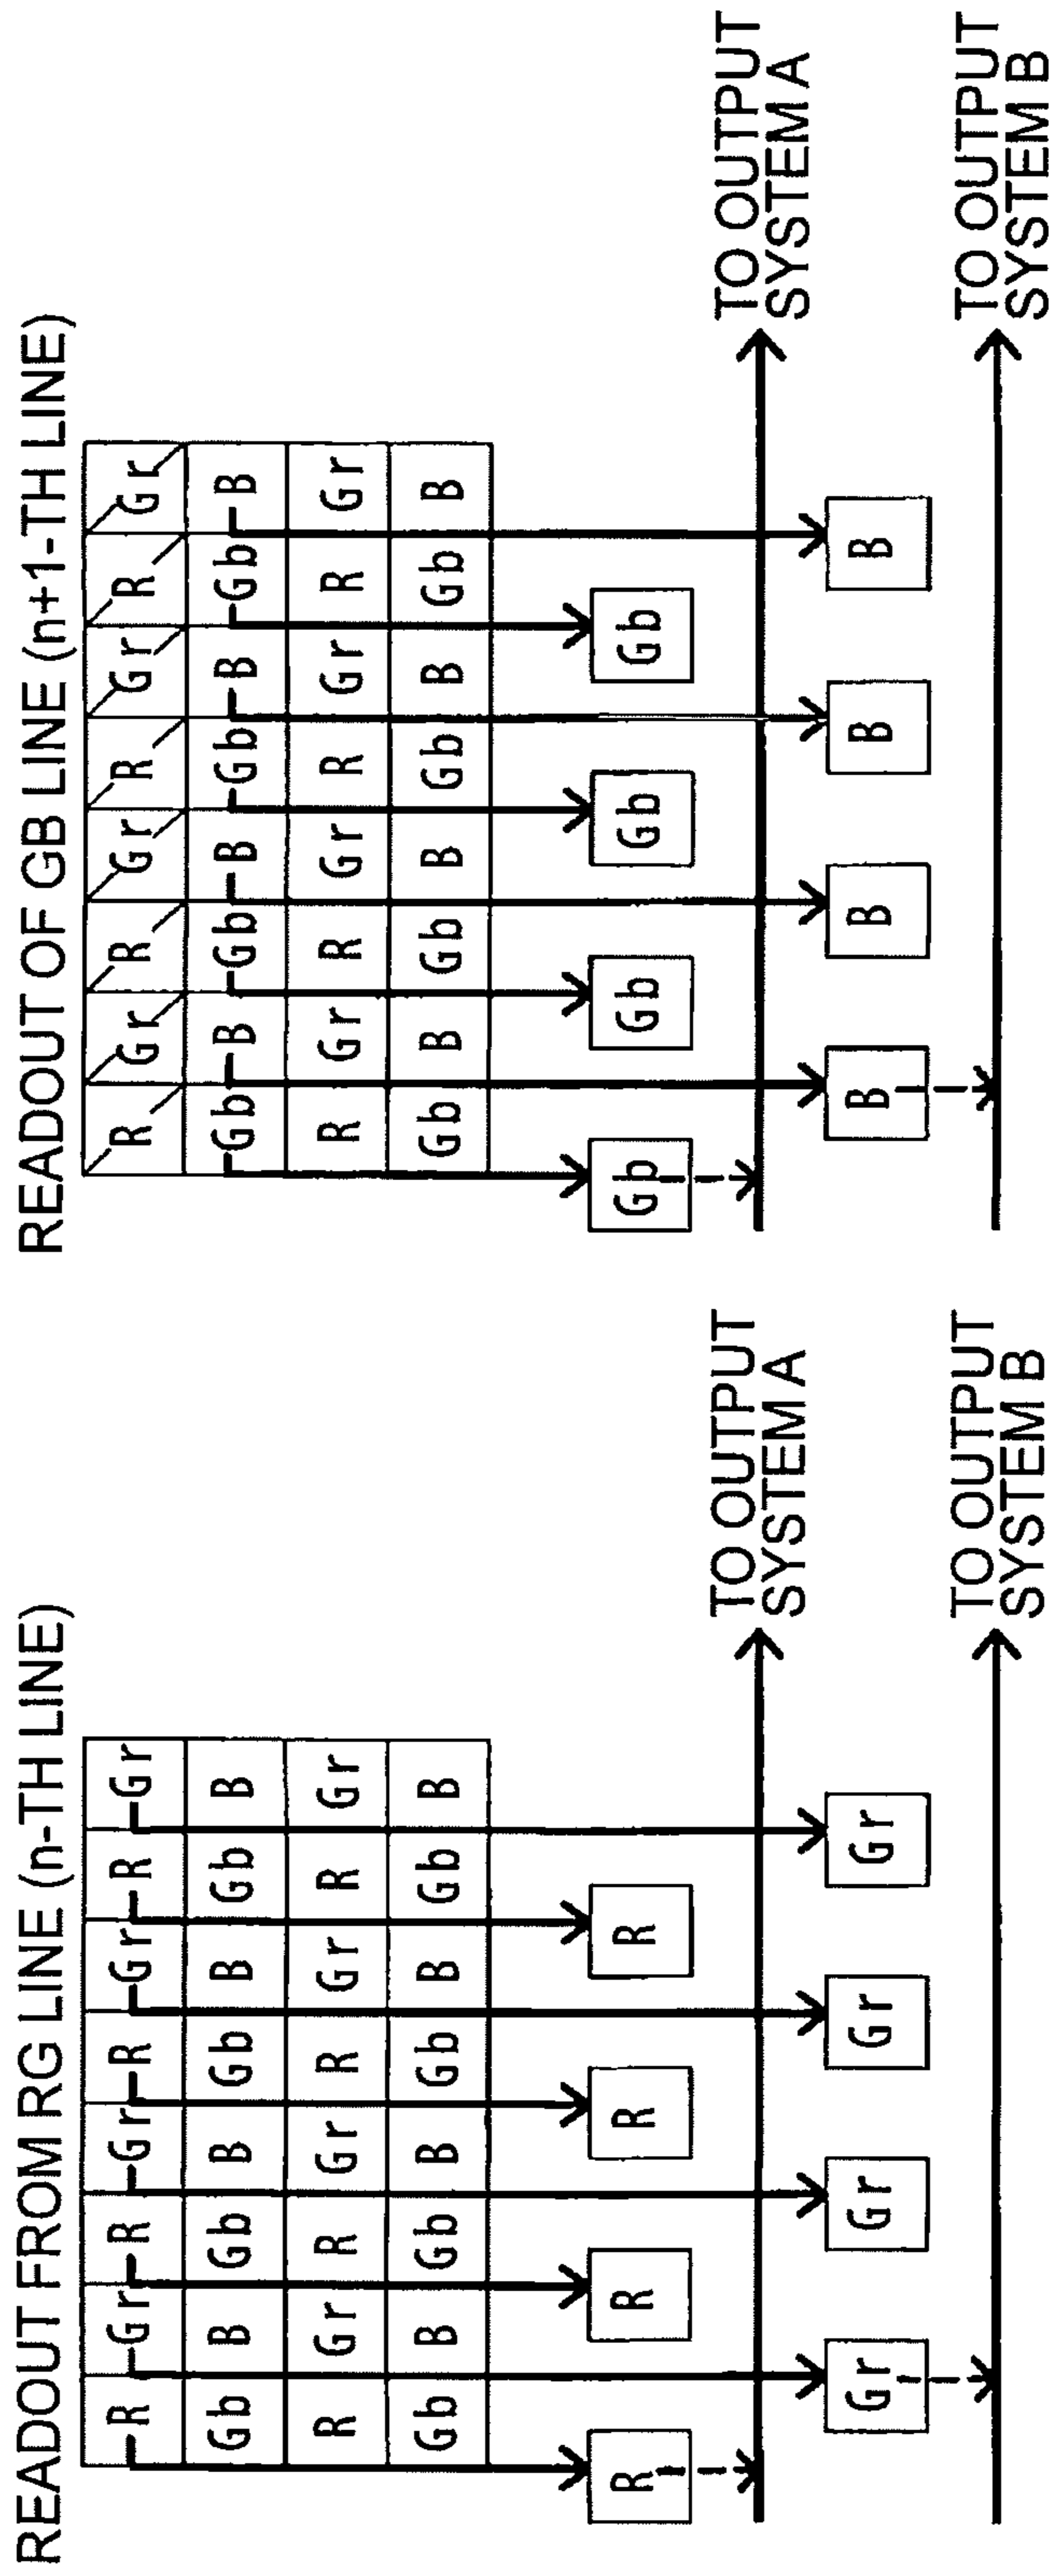 READOUT FROM RG LINE (n-TH LINE)
R Gr R Gr R Gr R Gr
Gb B Gb B Gb B Gb B
R Gr R Gr R Gr R Gr
Gb B Gb B Gb B Gb B
R R R R
TO OUTPUT
SYSTEM A
Gr Gr Gr Gr
TO OUTPUT
SYSTEM B
READOUT OF GB LINE (n+1-TH LINE)
R Gr R Gr R Gr R Gr
Gb B Gb B Gb B Gb B
R Gr R Gr R Gr R Gr
Gb B Gb B Gb B Gb B
Gb Gb Gb Gb
TO OUTPUT
SYSTEM A
B B B B
TO OUTPUT
SYSTEM B